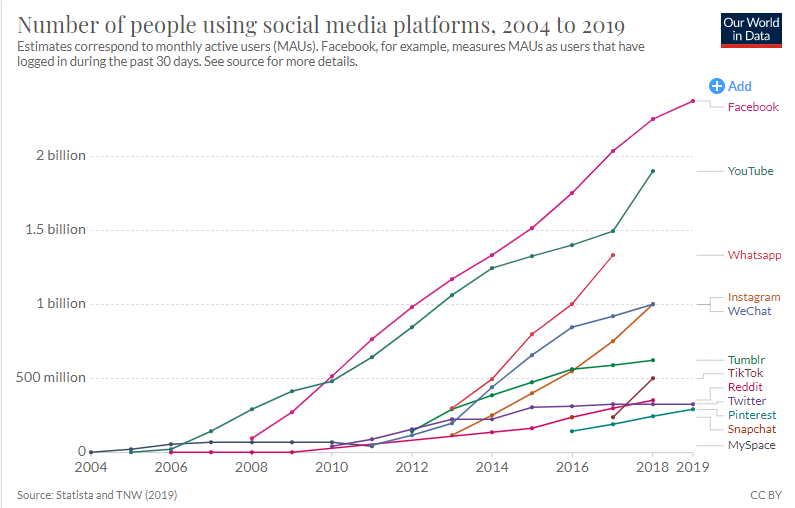 Number of people using social media platforms, 2004 to 2019
Our World
in Data
Estimates correspond to monthly active users (MAUs). Facebook, for example, measures MAUs as users that have
logged in during the past 30 days. See source for more details.
Add
Facebook
2 billion
YouTube
1.5 billion
Whatsapp
1 billion
Instagram
WeChat
500 million
Tumblr
TikTok
Reddit
Twitter
Pinterest
Snapchat
MySpace
0
2004 2006 2008 2010 2012 2014 2016 2018 2019
Source: Statista and TNW (2019)
CC BY